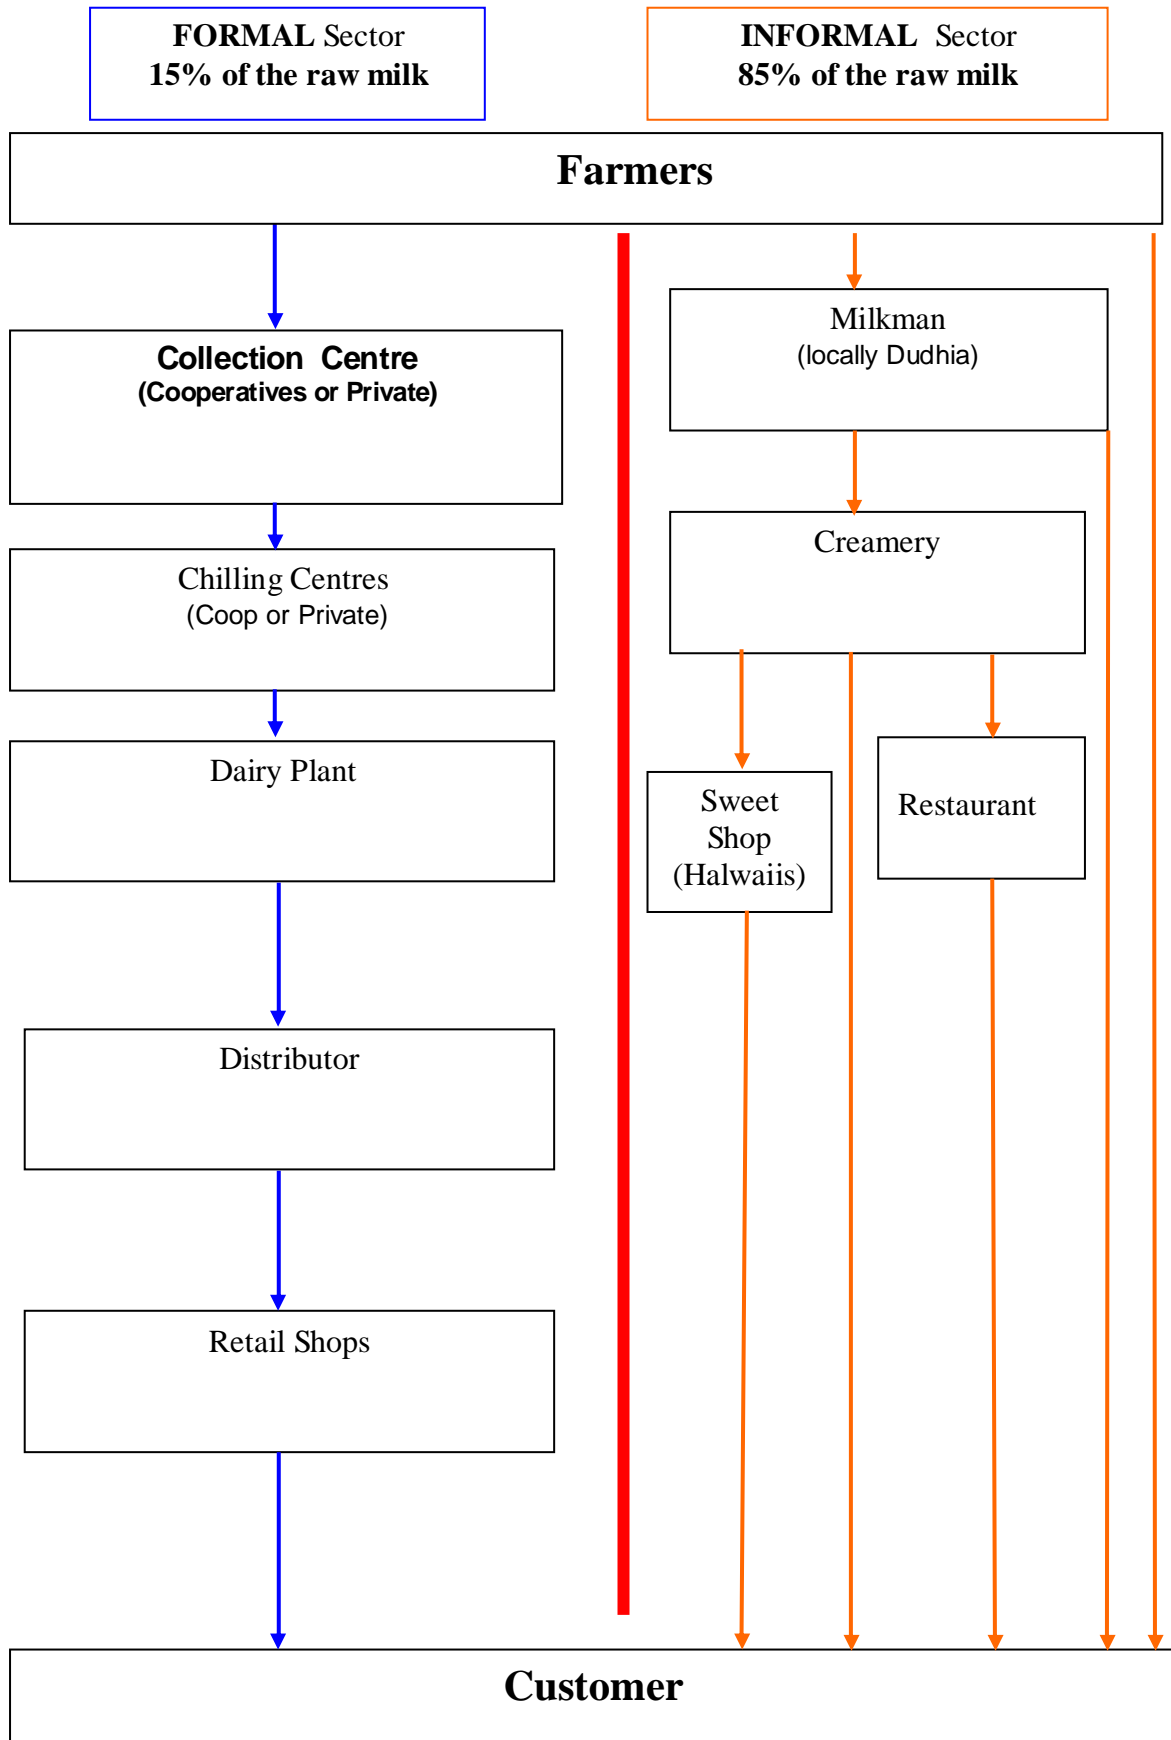 FORMAL Sector
15% of the raw milk
INFORMAL Sector
85% of the raw milk
Farmers
Collection Centre
(Cooperatives or Private)
Chilling Centres
(Coop or Private)
Dairy Plant
Distributor
Retail Shops
Milkman
(locally Dudhia)
Creamery
Sweet
Shop
(Halwaiis)
Restaurant
Customer